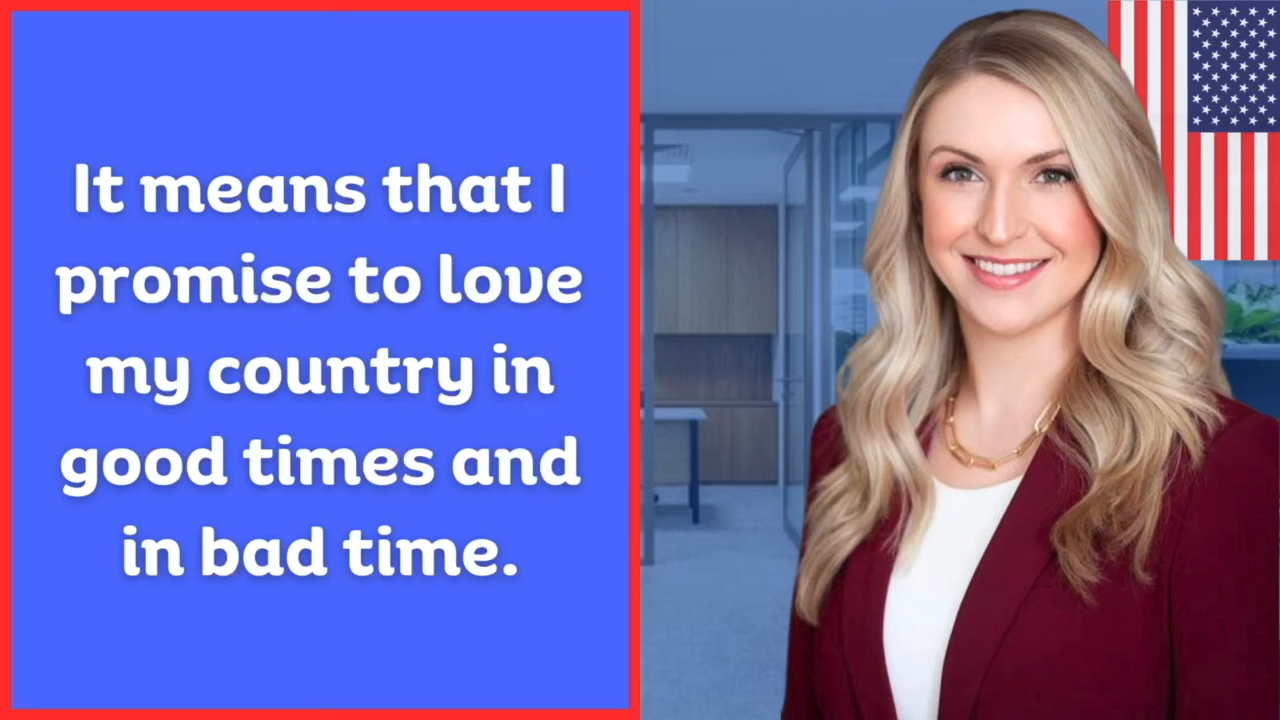 It means that I
promise to love
my country in
good times and
in bad time.